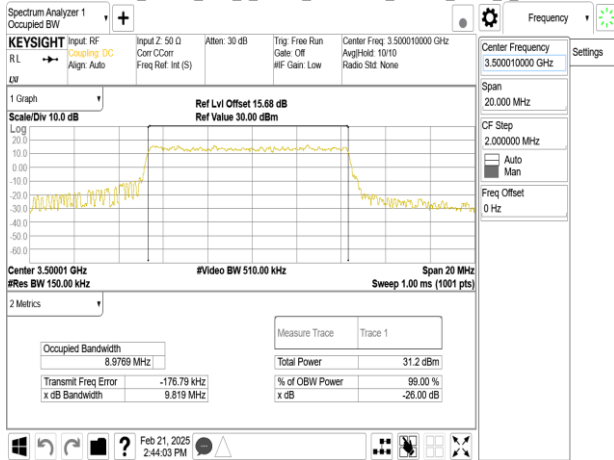 Spectrum Analyzer 1
Occupied BW
Frequency
KEYSIGHT
RL
LXI
Input: RF
Coupling: DC
Align: Auto
Input Z: 50 Ω
Corr CCorr
Freq Ref: Int (S)
Atten: 30 dB
Trig: Free Run
Gate: Off
#IF Gain: Low
Center Freq: 3.500010000 GHz
Avg|Hold: 10/10
Radio Std: None
Center Frequency
3.500010000 GHz
Settings
Span
20.000 MHz
CF Step
2.000000 MHz
Auto
Man
Freq Offset
0 Hz
1 Graph
Scale/Div 10.0 dB
Ref Lvl Offset 15.68 dB
Ref Value 30.00 dBm
Log
20.0
10.0
0.00
-10.0
-20.0
-30.0
-40.0
-50.0
-60.0
Center 3.50001 GHz
#Res BW 150.00 kHz
#Video BW 510.00 kHz
Span 20 MHz
Sweep 1.00 ms (1001 pts)
2 Metrics
Measure Trace
Trace 1
Occupied Bandwidth
8.9769 MHz
Total Power
31.2 dBm
Transmit Freq Error
-176.79 kHz
% of OBW Power
99.00 %
x dB Bandwidth
9.819 MHz
x dB
-26.00 dB
Feb 21, 2025
2:44:03 PM